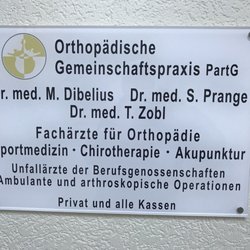 Orthopädische
Gemeinschaftspraxis PartG
r. med. M. Dibelius Dr. med. S. Prange
Dr. med. T. Zobl
Fachärzte für Orthopädie
portmedizin · Chirotherapie · Akupunktur
Unfallärzte der Berufsgenossenschaften
Ambulante und arthroskopische Operationen
Privat und alle Kassen